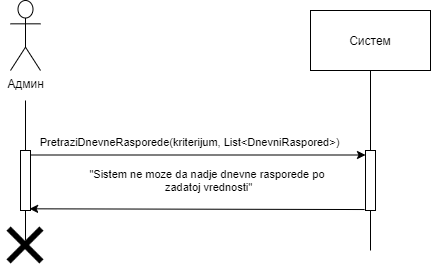 Систем
Админ
PretraziDnevneRasporede(kriterijum, List<DnevniRaspored>)
"Sistem ne moze da nadje dnevne rasporede po
zadatoj vrednosti"